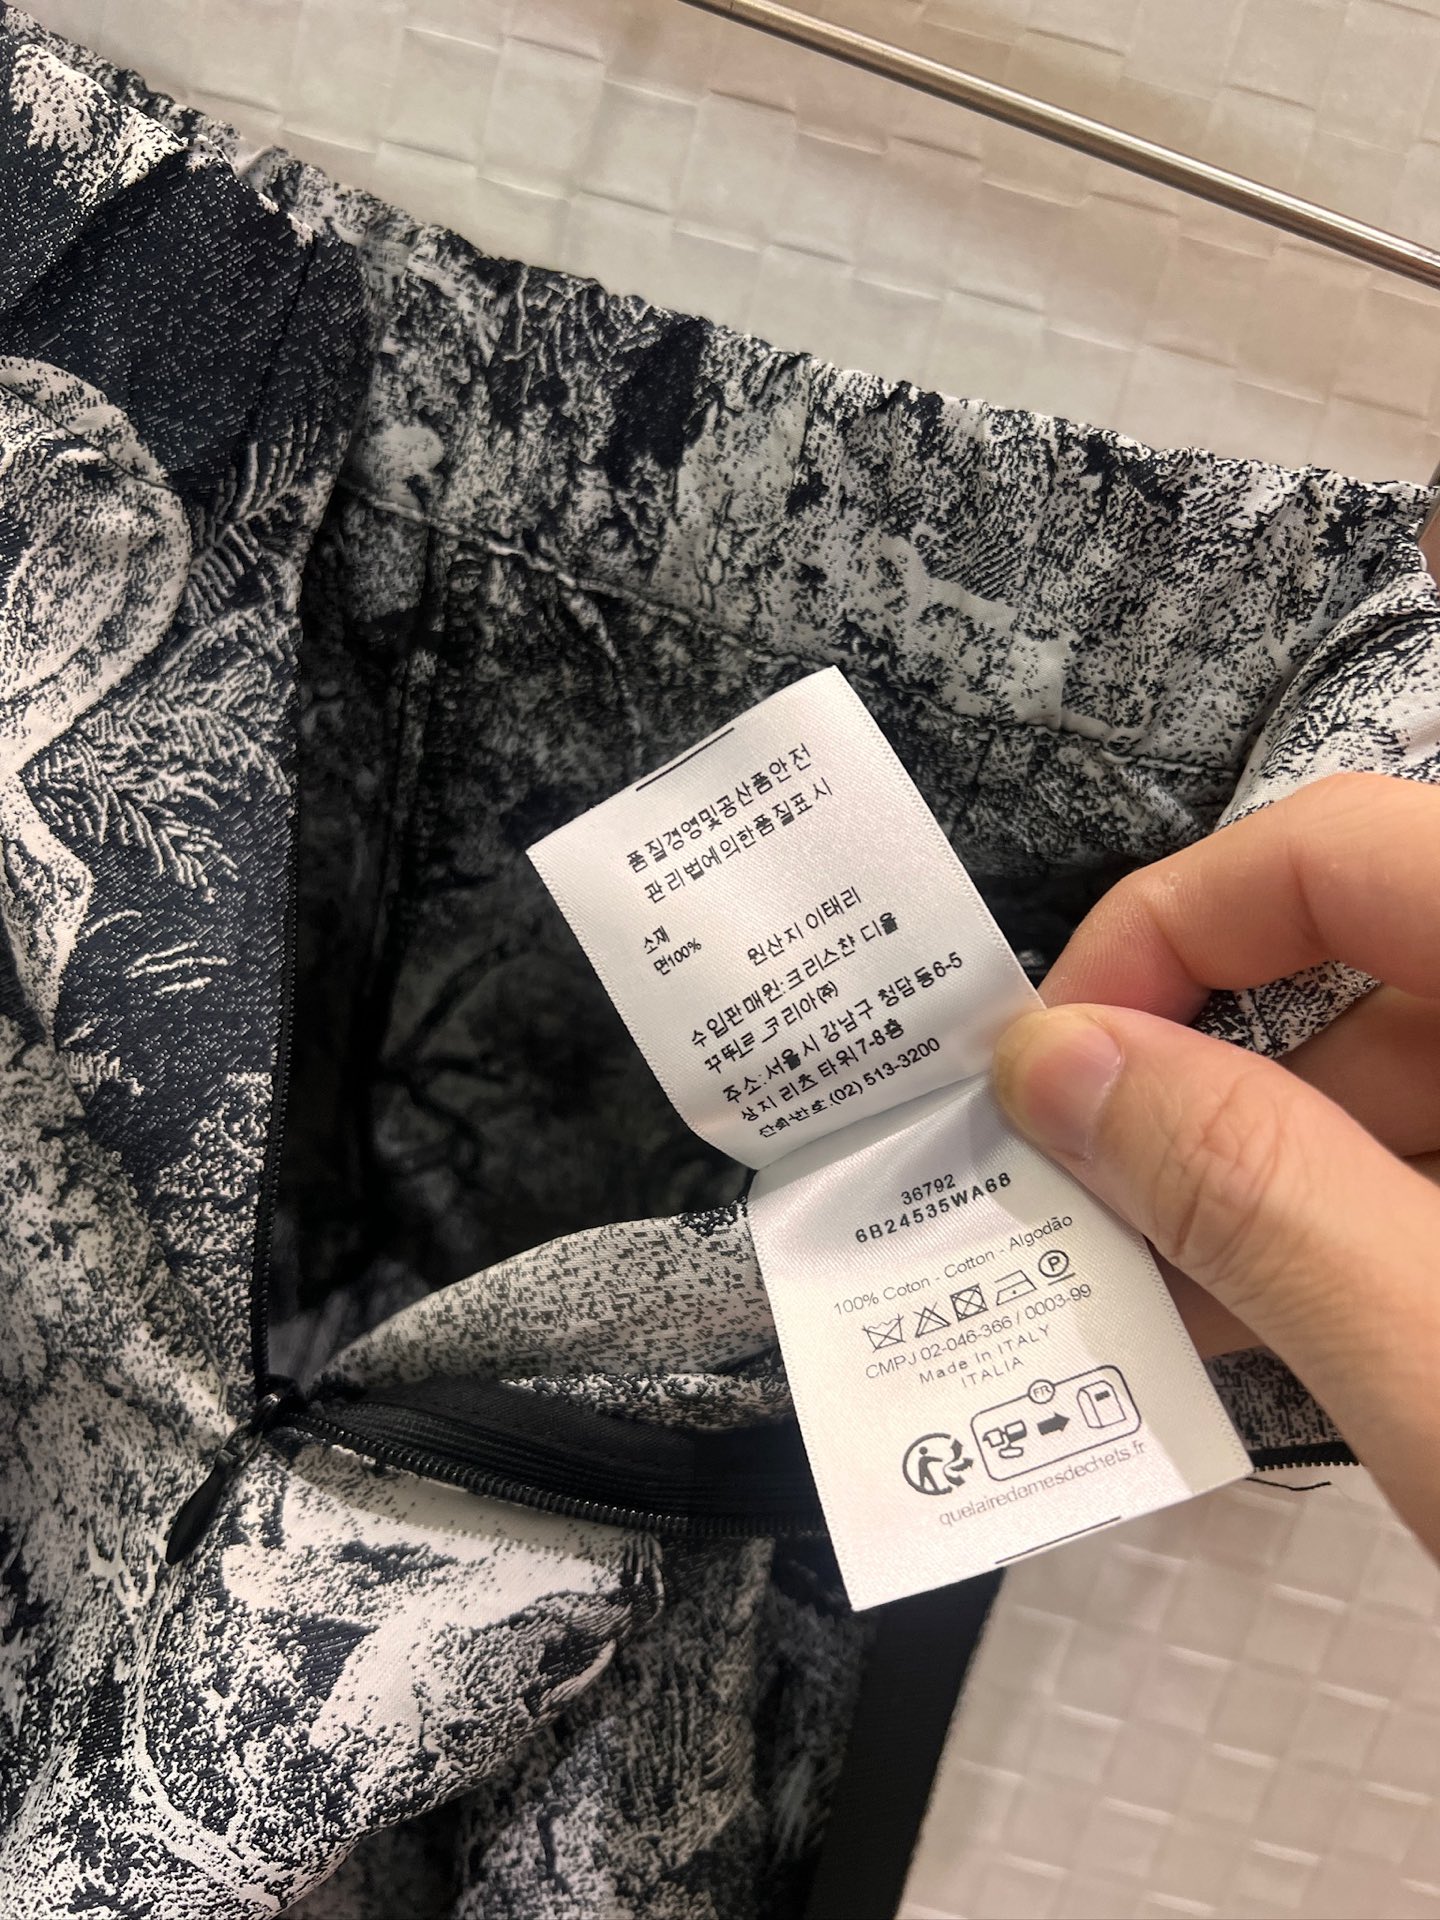 품질경영및공산품안전
관리법에의한품질표시
소재
면100%
원산지 이태리
수입판매원:크리스챤 디올
꾸뛰르 코리아㈜
주소:서울시 강남구 청담동6-5
상지 리츠 타워7-8층
전화번호:(02) 513-3200
36792
6B24535WA68
100% Coton - Cotton - Algodão
P
CMPJ 02-046-366 / 0003-99
Made In ITALY
ITALIA
FR
quefairedemesdechets.fr